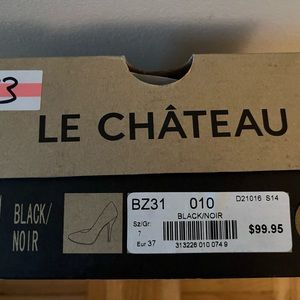 3
LE CHÂTEAU
BLACK/
NOIR
BZ31 010 D21016 S14
BLACK/NOIR
Sz/Gr:
7
Eur 37
$99.95
313226 010 074 9